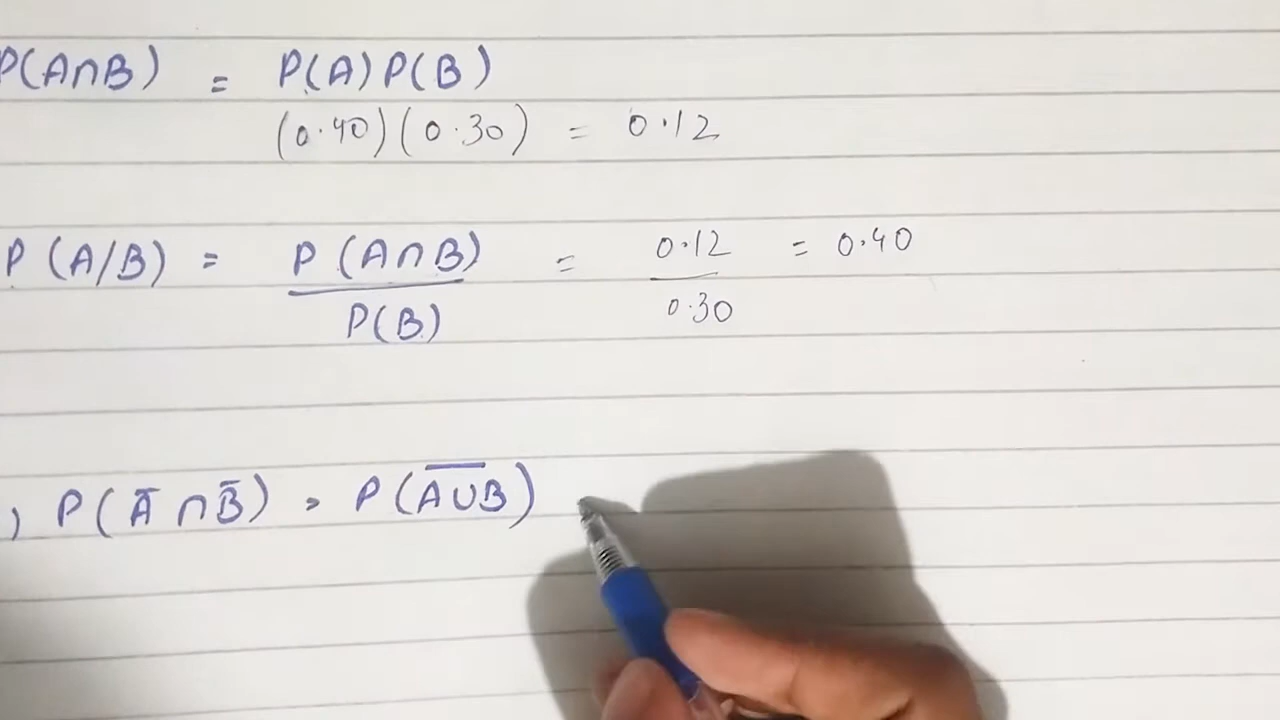 P(A∩B) = P(A)P(B)
(0.40)(0.30) = 0.12
P(A/B) = P(A∩B) / P(B) = 0.12 / 0.30 = 0.40
) P(A̅ ∩ B̅) = P(A̅∪̅B̅)